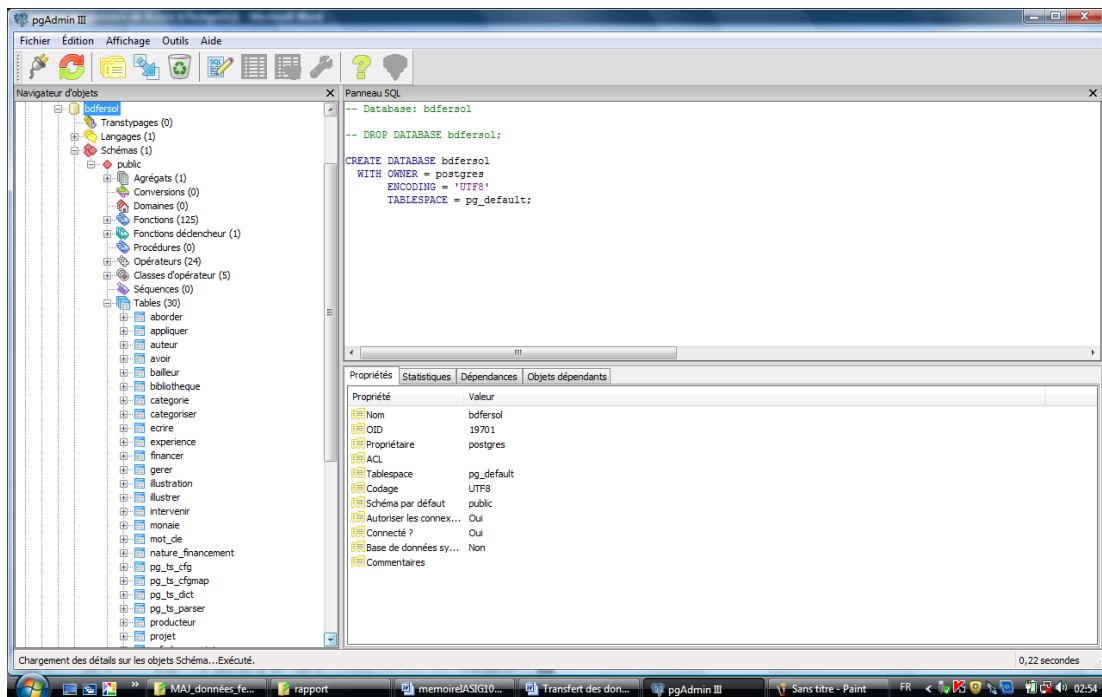 pgAdmin III
Fichier Édition Affichage Outils Aide
Navigateur d'objets
bdfersol
Transtypages (0)
Langages (1)
Schémas (1)
public
Agrégats (1)
Conversions (0)
Domaines (0)
Fonctions (125)
Fonctions déclencheur (1)
Procédures (0)
Opérateurs (24)
Classes d'opérateur (5)
Séquences (0)
Tables (30)
aborder
appliquer
auteur
avoir
bailleur
bibliotheque
categorie
categoriser
ecrire
experience
financer
gerer
illustration
illustrer
intervenir
monaie
mot_cle
nature_financement
pg_ts_cfg
pg_ts_cfgmap
pg_ts_dict
pg_ts_parser
producteur
projet
Panneau SQL
-- Database: bdfersol
-- DROP DATABASE bdfersol;
CREATE DATABASE bdfersol
WITH OWNER = postgres
ENCODING = 'UTF8'
TABLESPACE = pg_default;
Propriétés Statistiques Dépendances Objets dépendants
Propriété Valeur
Nom bdfersol
OID 19701
Propriétaire postgres
ACL
Tablespace pg_default
Codage UTF8
Schéma par défaut public
Autoriser les connex... Oui
Connecté ? Oui
Base de données sy... Non
Commentaires
Chargement des détails sur les objets Schéma...Exécuté. 0,22 secondes
MAJ_données_fe... rapport memoireIASIG10... Transfert des don... pgAdmin III Sans titre - Paint FR 02:54